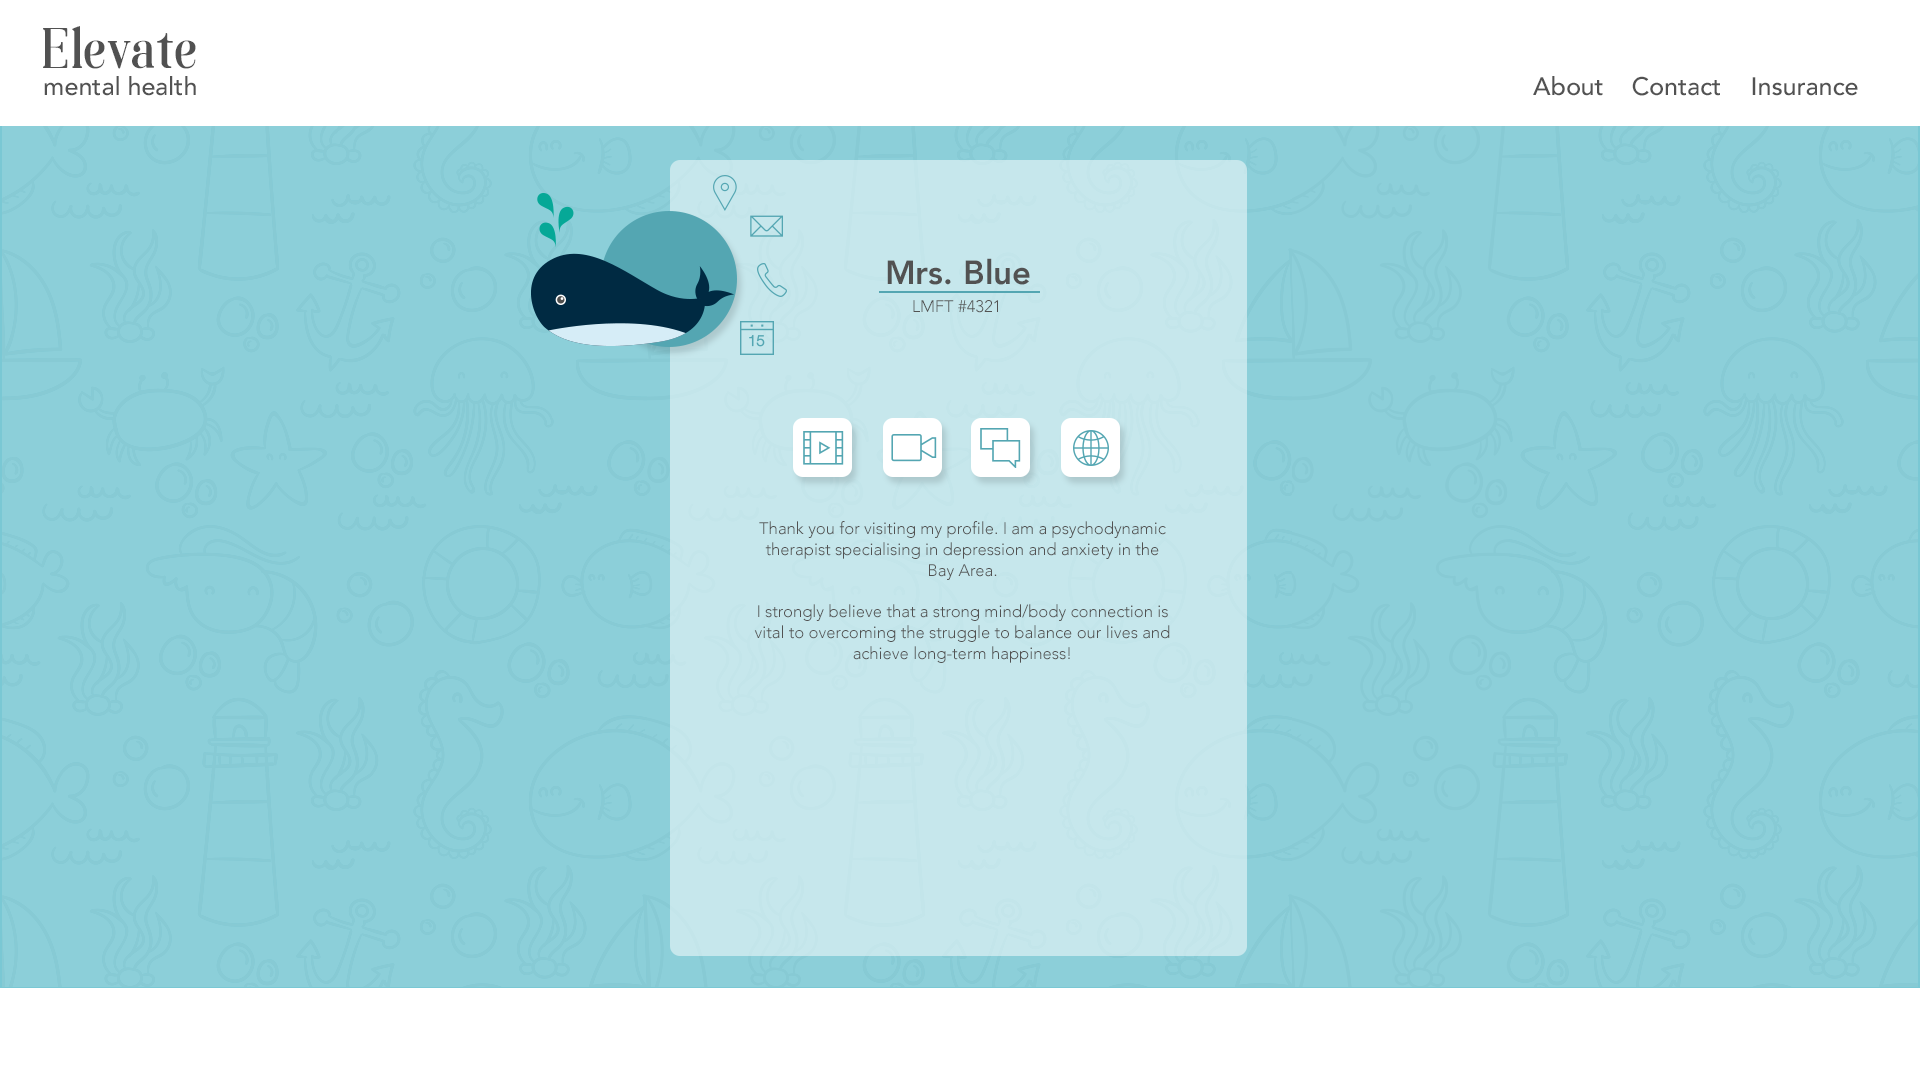 Elevate
mental health
About Contact Insurance
Mrs. Blue
LMFT #4321
15
Thank you for visiting my profile. I am a psychodynamic
therapist specialising in depression and anxiety in the
Bay Area.
I strongly believe that a strong mind/body connection is
vital to overcoming the struggle to balance our lives and
achieve long-term happiness!